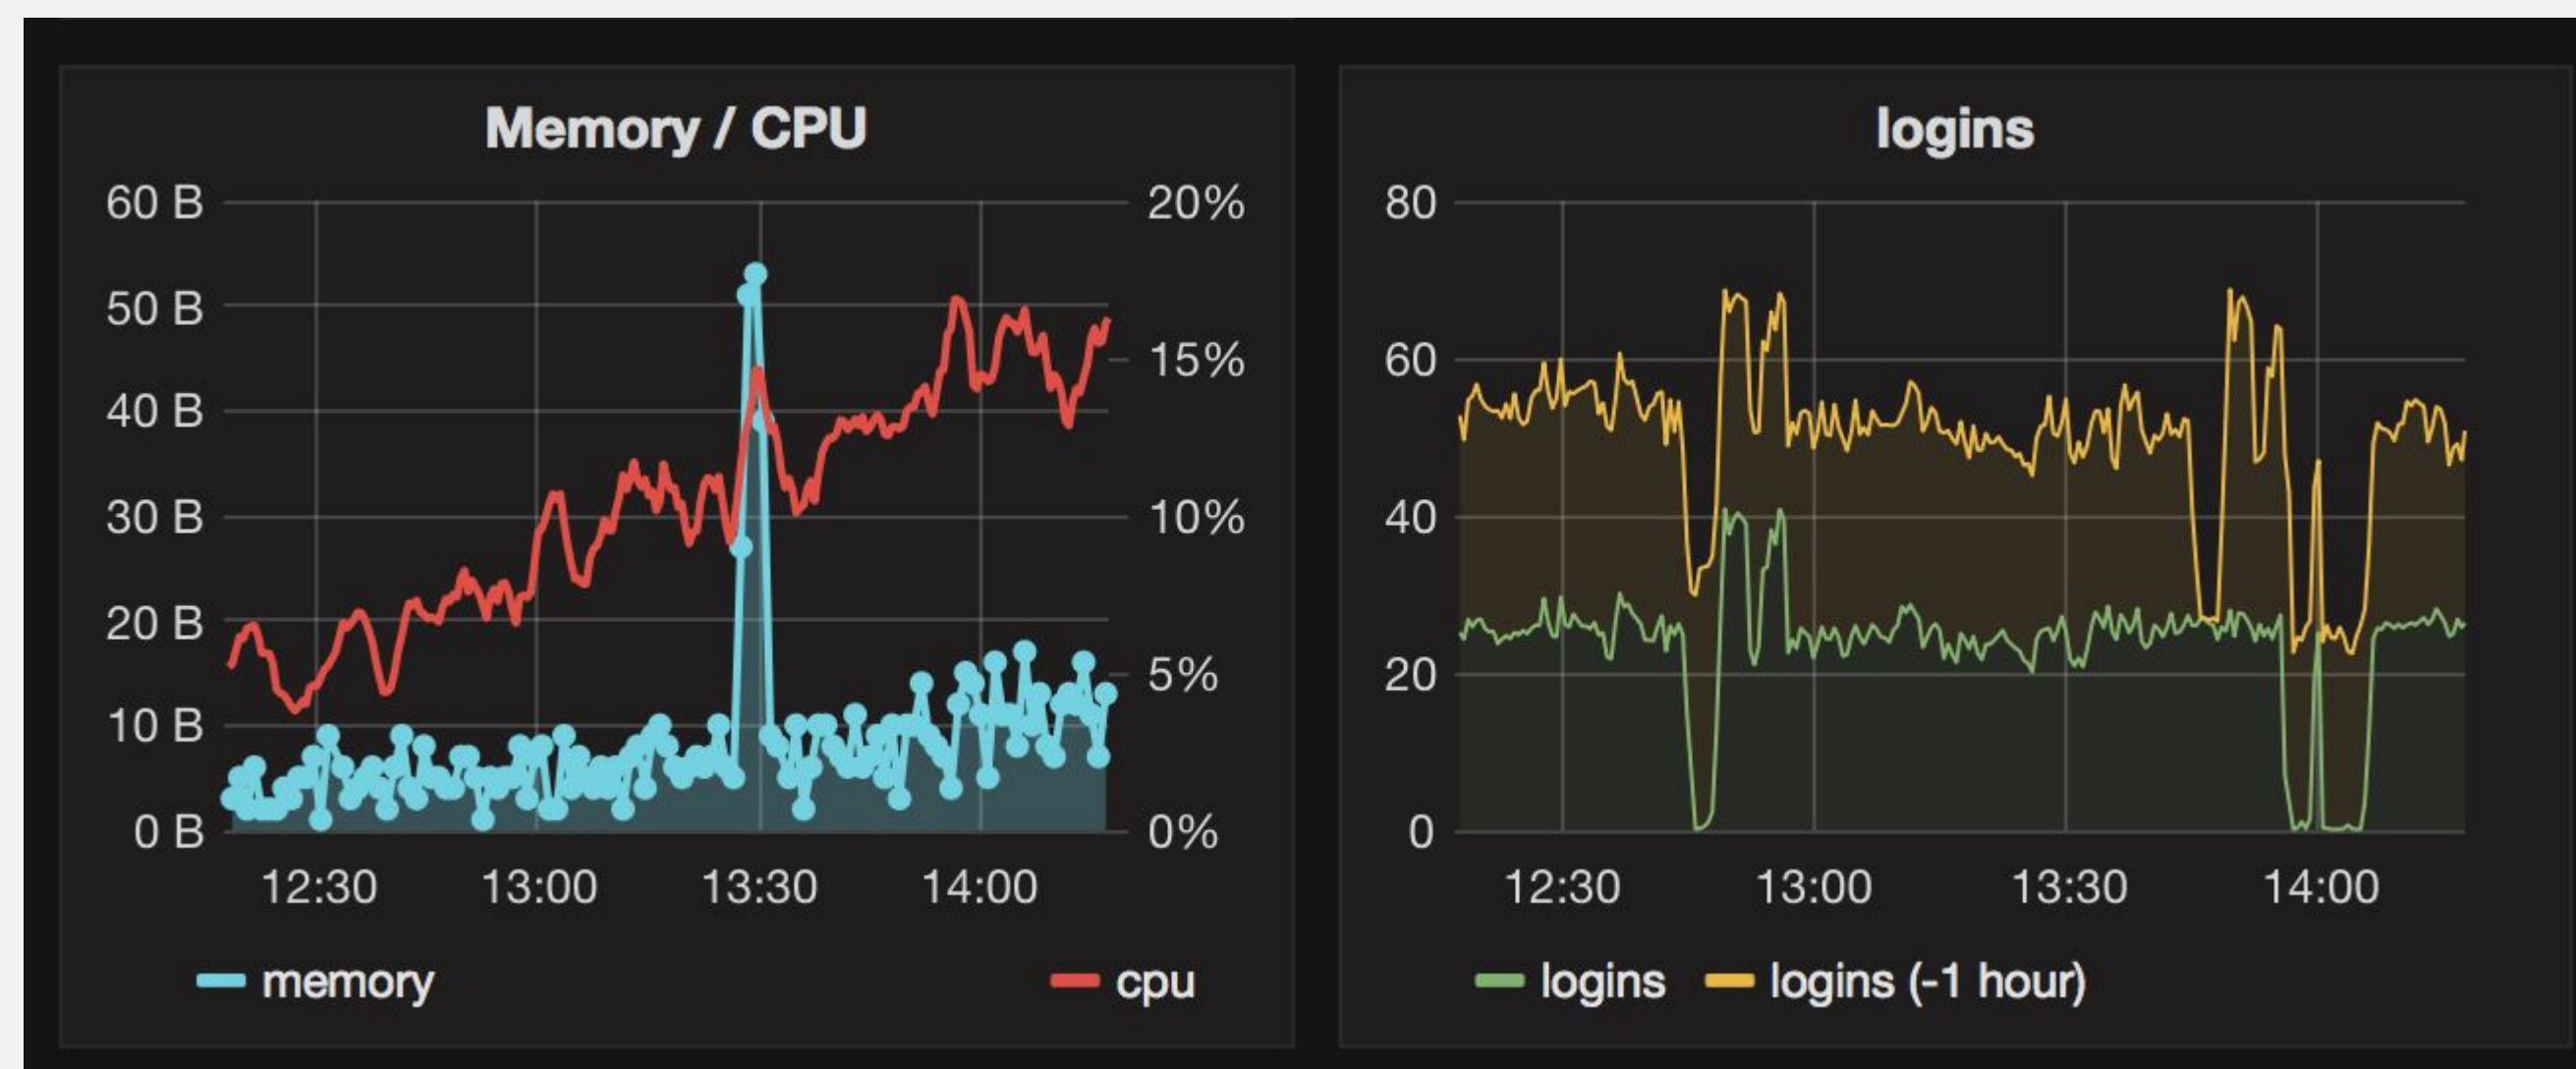 Memory / CPU
60 B
50 B
40 B
30 B
20 B
10 B
0 B
20%
15%
10%
5%
0%
12:30 13:00 13:30 14:00
memory cpu
logins
80
60
40
20
0
12:30 13:00 13:30 14:00
logins logins (-1 hour)